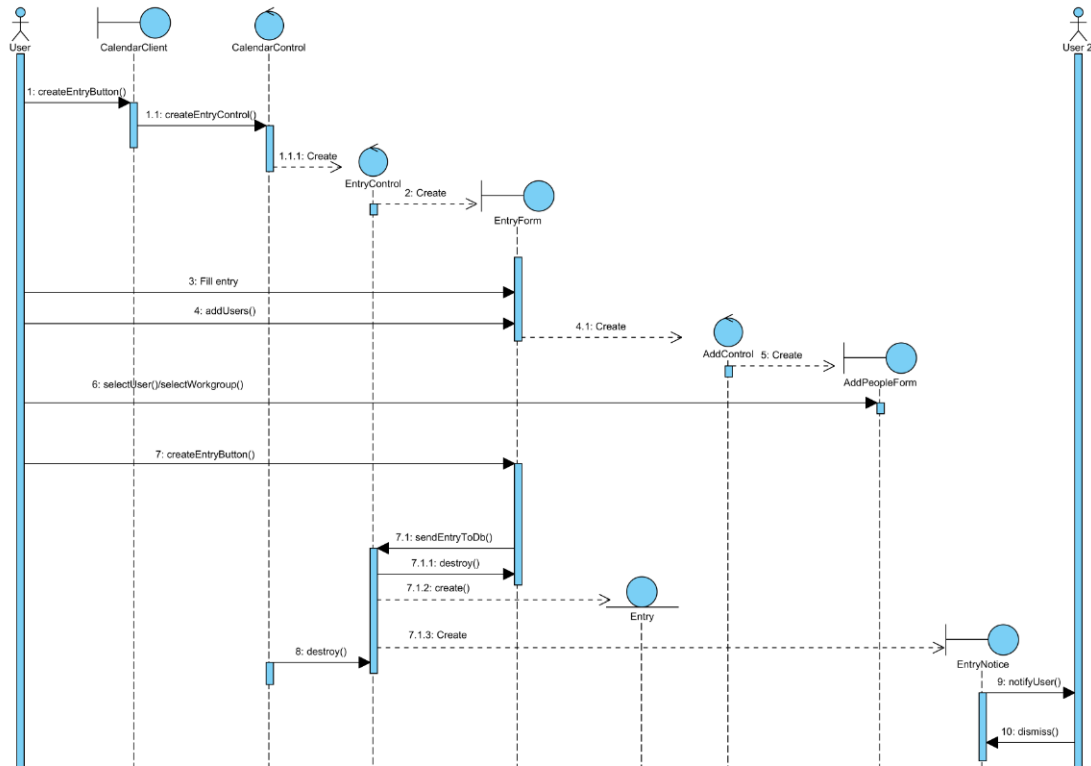 User
CalendarClient
CalendarControl
User 2
1: createEntryButton()
1.1: createEntryControl()
1.1.1: Create
EntryControl
2: Create
EntryForm
3: Fill entry
4: addUsers()
4.1: Create
AddControl
5: Create
AddPeopleForm
6: selectUser()/selectWorkgroup()
7: createEntryButton()
7.1: sendEntryToDb()
7.1.1: destroy()
7.1.2: create()
Entry
7.1.3: Create
8: destroy()
EntryNotice
9: notifyUser()
10: dismiss()